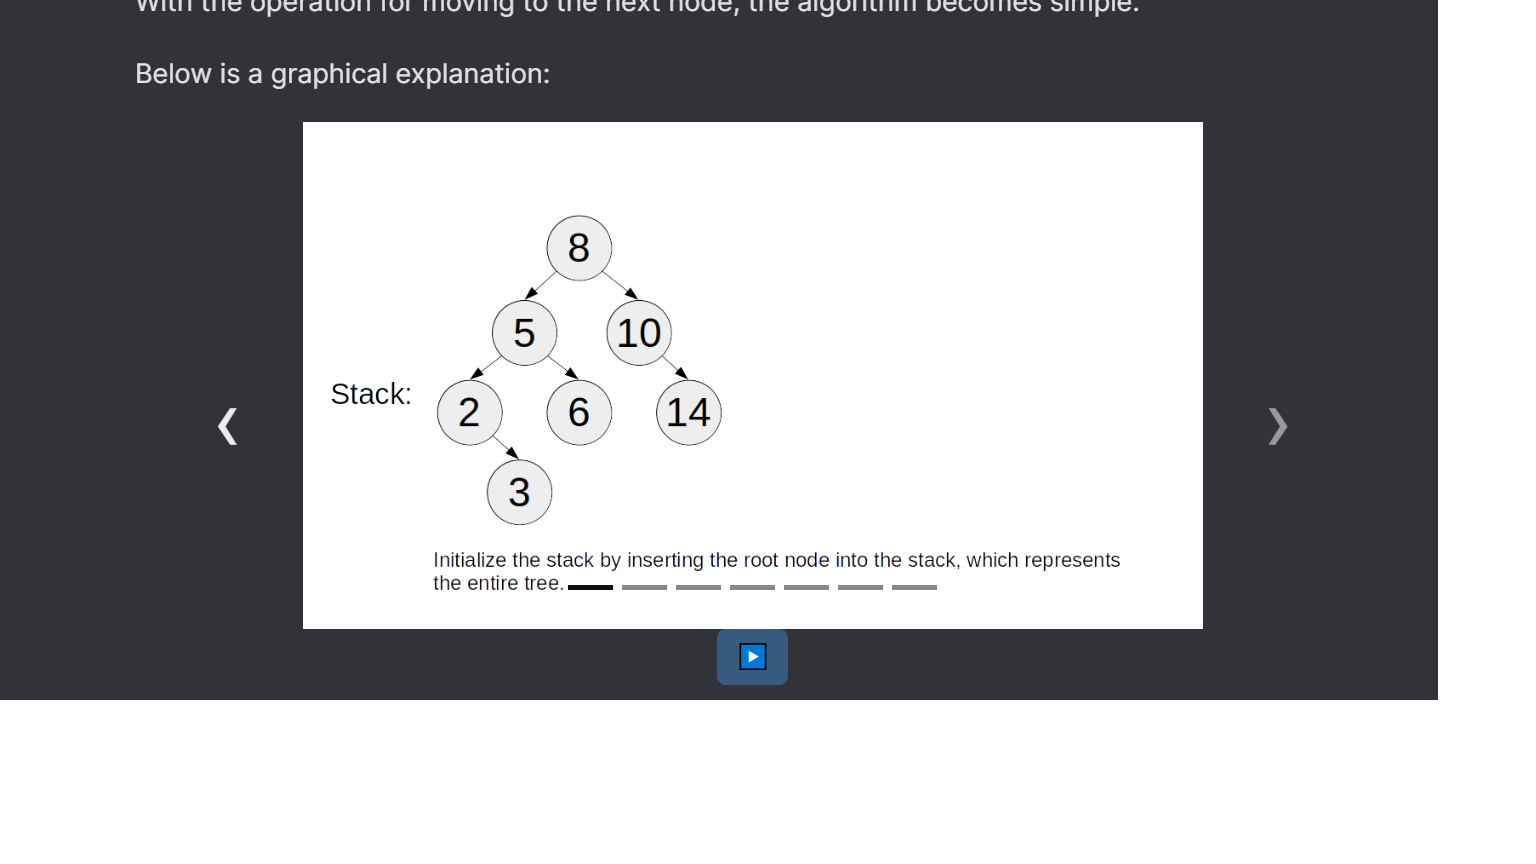 With the operation for moving to the next node, the algorithm becomes simple.
Below is a graphical explanation:
8
5 10
Stack: 2 6 14
3
Initialize the stack by inserting the root node into the stack, which represents
the entire tree.